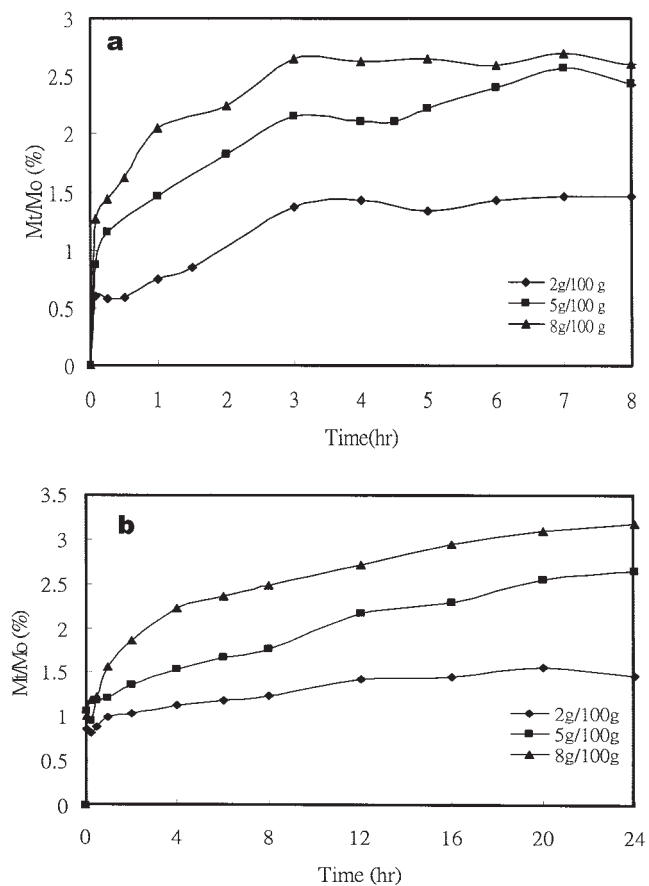 a
3
2.5
2
1.5
1
0.5
0
Mt/Mo (%)
2g/100 g
5g/100 g
8g/100 g
0 1 2 3 4 5 6 7 8
Time(hr)
b
3.5
3
2.5
2
1.5
1
0.5
0
Mt/Mo (%)
2g/100g
5g/100g
8g/100g
0 4 8 12 16 20 24
Time (hr)